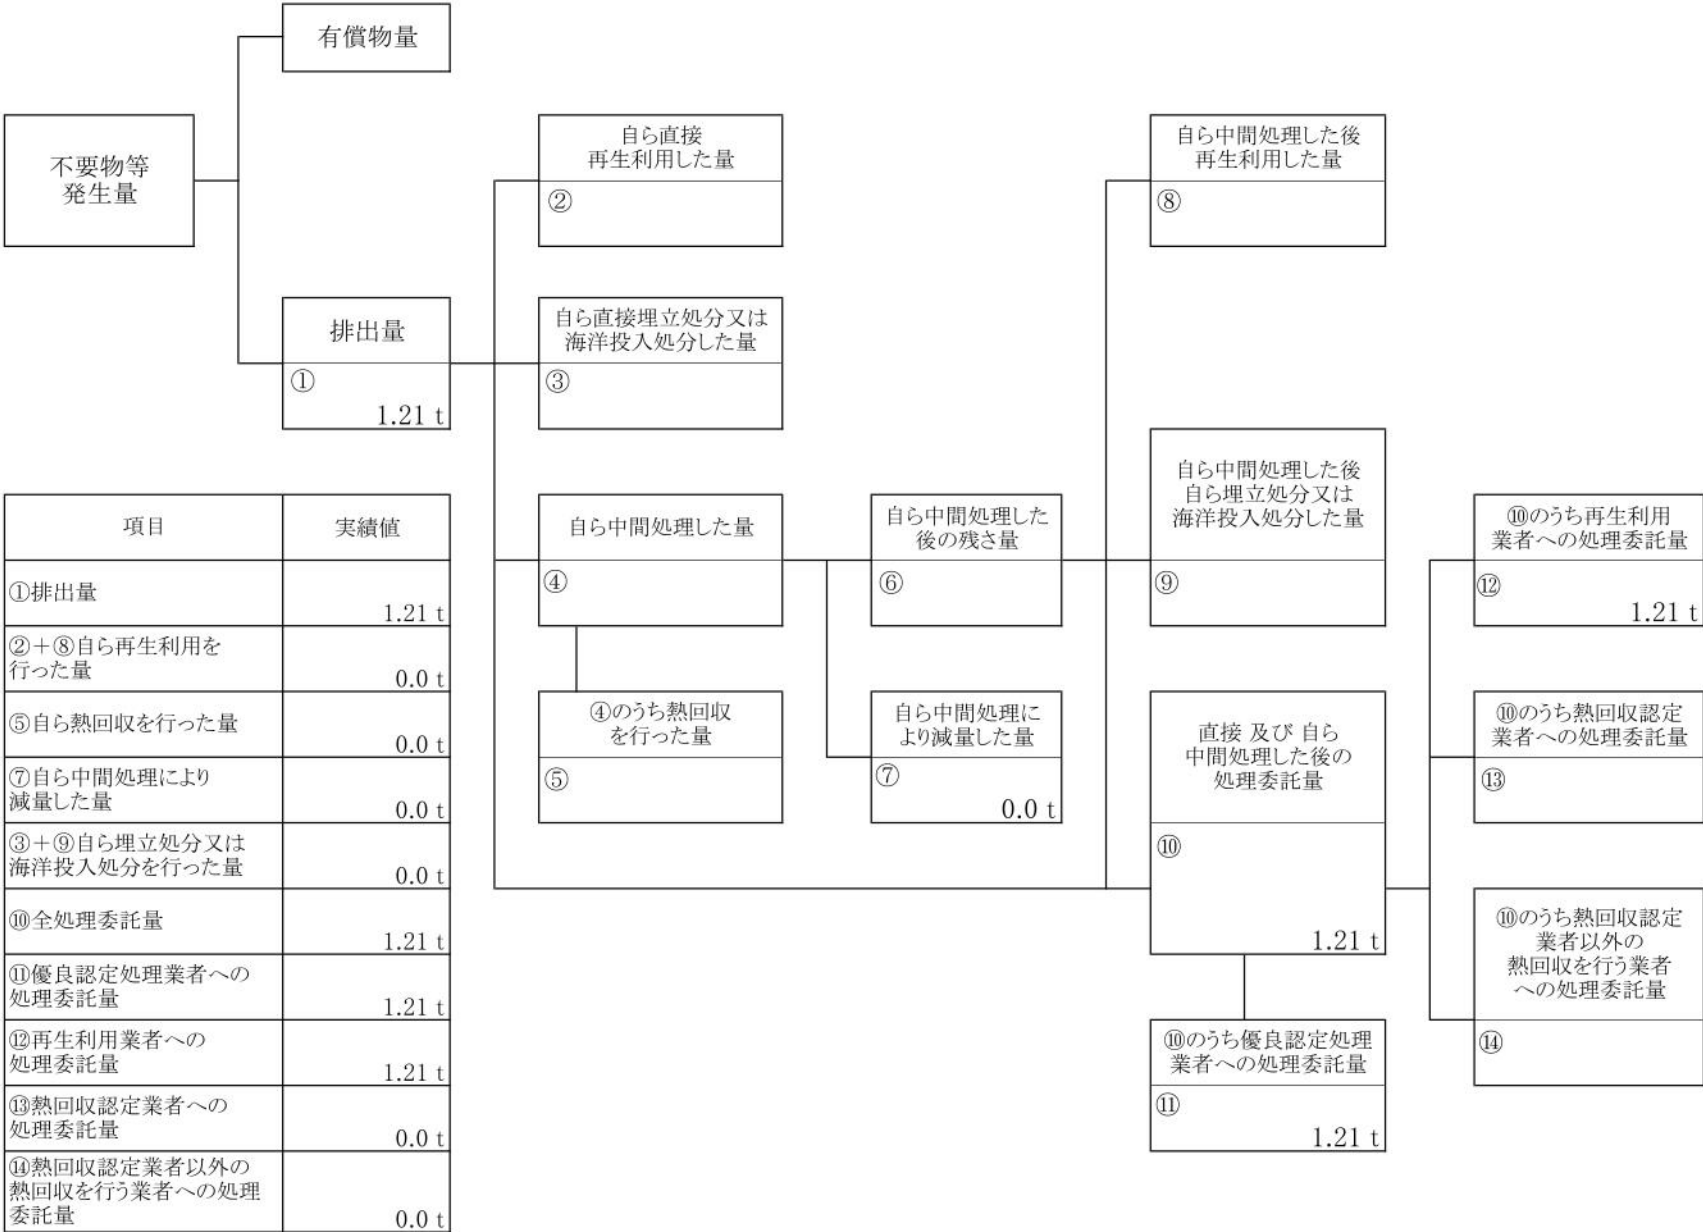 有償物量
不要物等
発生量
自ら直接
再生利用した量
②
自ら中間処理した後
再生利用した量
⑧
排出量
①
1.21 t
自ら直接埋立処分又は
海洋投入処分した量
③
自ら中間処理した量
④
自ら中間処理した
後の残さ量
⑥
自ら中間処理した後
自ら埋立処分又は
海洋投入処分した量
⑨
⑩のうち再生利用
業者への処理委託量
⑫
1.21 t
④のうち熱回収
を行った量
⑤
自ら中間処理に
より減量した量
⑦
0.0 t
直接 及び 自ら
中間処理した後の
処理委託量
⑩
1.21 t
⑩のうち熱回収認定
業者への処理委託量
⑬
⑩のうち熱回収認定
業者以外の
熱回収を行う業者
への処理委託量
⑭
⑩のうち優良認定処理
業者への処理委託量
⑪
1.21 t
項目 実績値
①排出量
1.21 t
②＋⑧自ら再生利用を
行った量
0.0 t
⑤自ら熱回収を行った量
0.0 t
⑦自ら中間処理により
減量した量
0.0 t
③＋⑨自ら埋立処分又は
海洋投入処分を行った量
0.0 t
⑩全処理委託量
1.21 t
⑪優良認定処理業者への
処理委託量
1.21 t
⑫再生利用業者への
処理委託量
1.21 t
⑬熱回収認定業者への
処理委託量
0.0 t
⑭熱回収認定業者以外の
熱回収を行う業者への処理
委託量
0.0 t